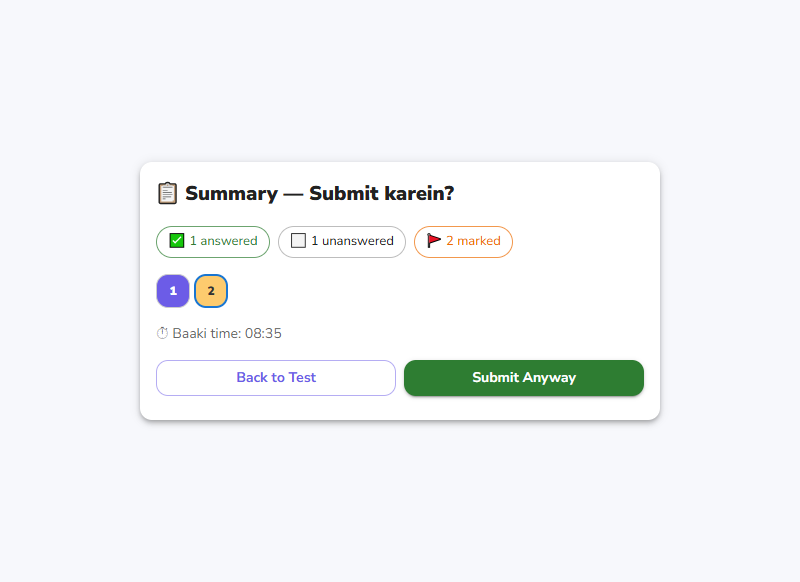 📋 Summary — Submit karein?
✅ 1 answered
⬜ 1 unanswered
🚩 2 marked
1 2
⏱ Baaki time: 08:35
Back to Test
Submit Anyway